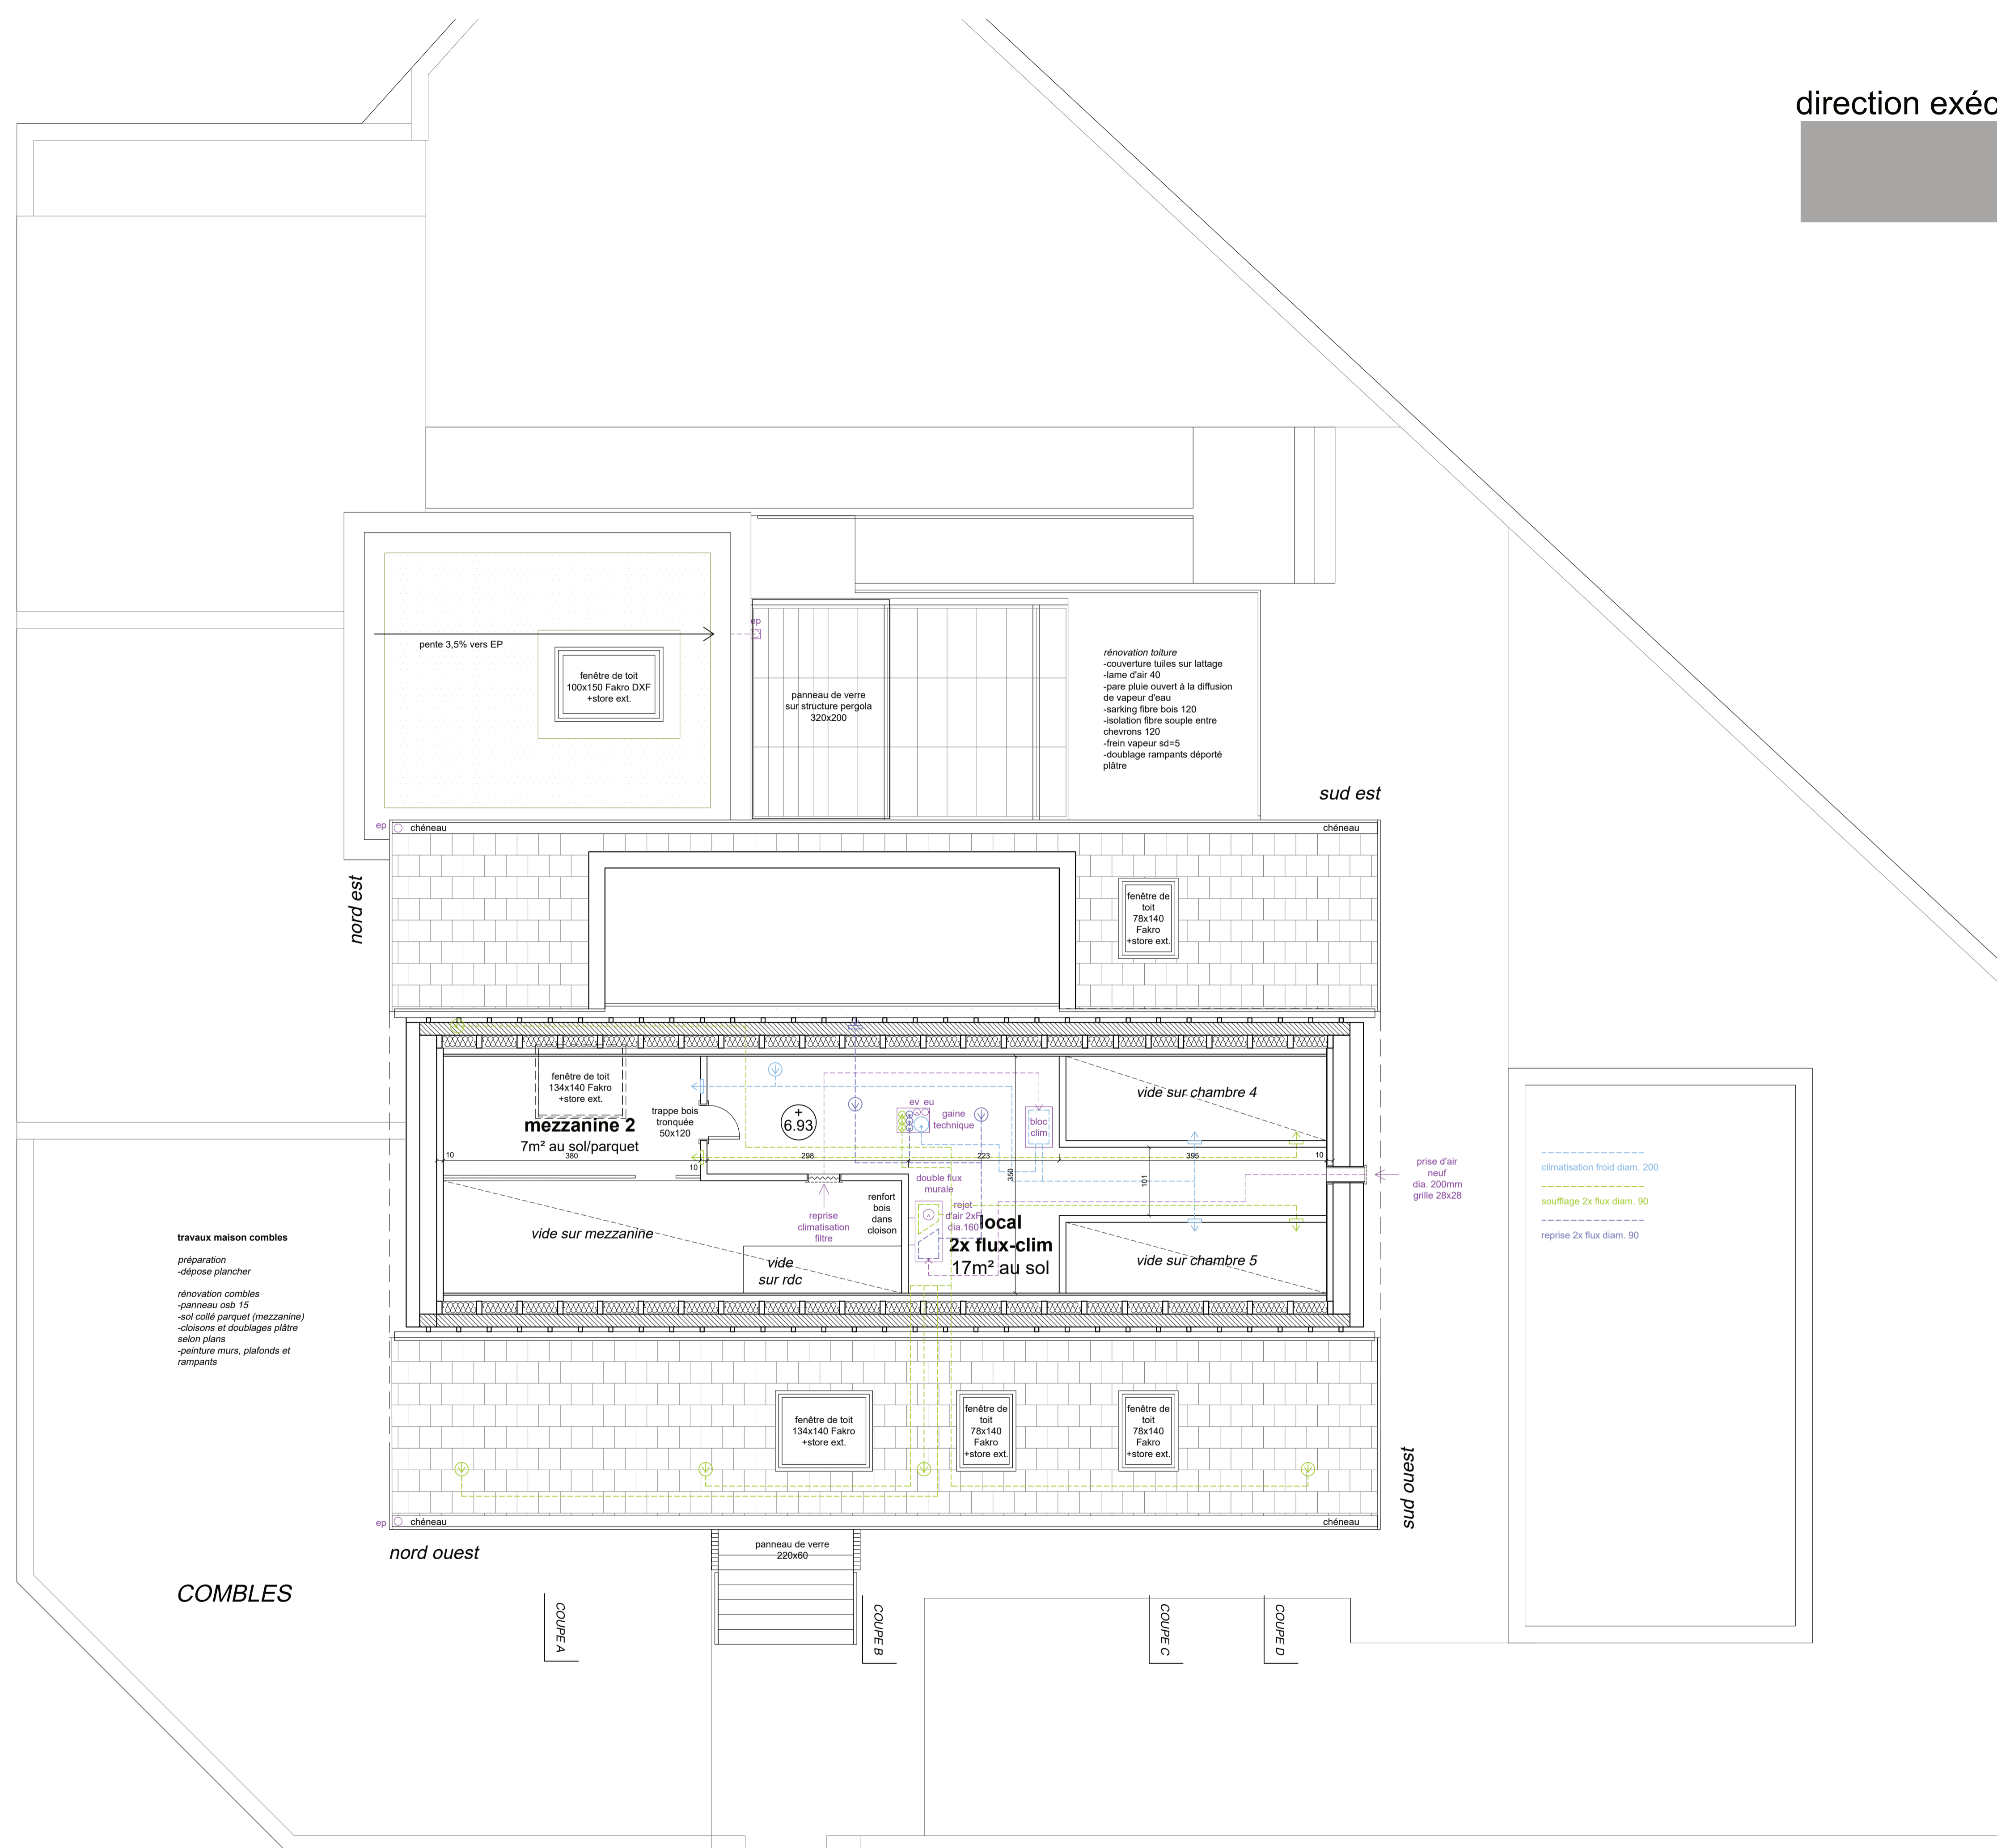 direction exéc
ep
pente 3,5% vers EP
fenêtre de toit
100x150 Fakro DXF
+store ext.
panneau de verre
sur structure pergola
320x200
rénovation toiture
-couverture tuiles sur lattage
-lame d'air 40
-pare pluie ouvert à la diffusion
de vapeur d'eau
-sarking fibre bois 120
-isolation fibre souple entre
chevrons 120
-frein vapeur sd=5
-doublage rampants déporté
plâtre
sud est
ep
chéneau
chéneau
nord est
fenêtre de
toit
78x140
Fakro
+store ext.
fenêtre de toit
134x140 Fakro
+store ext.
mezzanine 2
7m² au sol/parquet
trappe bois
tronquée
50x120
+
6.93
ev eu
gaine
technique
bloc
clim
vide sur chambre 4
10
380
10
298
223
350
101
395
10
prise d'air
neuf
dia. 200mm
grille 28x28
climatisation froid diam. 200
soufflage 2x flux diam. 90
reprise 2x flux diam. 90
double flux
murale
renfort
bois
dans
cloison
reprise
climatisation
filtre
rejet
d'air 2xF
dia.160
A
local
2x flux-clim
17m² au sol
vide sur mezzanine
vide
sur rdc
vide sur chambre 5
travaux maison combles
préparation
-dépose plancher
rénovation combles
-panneau osb 15
-sol collé parquet (mezzanine)
-cloisons et doublages plâtre
selon plans
-peinture murs, plafonds et
rampants
fenêtre de toit
134x140 Fakro
+store ext.
fenêtre de
toit
78x140
Fakro
+store ext.
fenêtre de
toit
78x140
Fakro
+store ext.
sud ouest
ep
chéneau
chéneau
nord ouest
panneau de verre
220x60
COMBLES
COUPE A
COUPE B
COUPE C
COUPE D